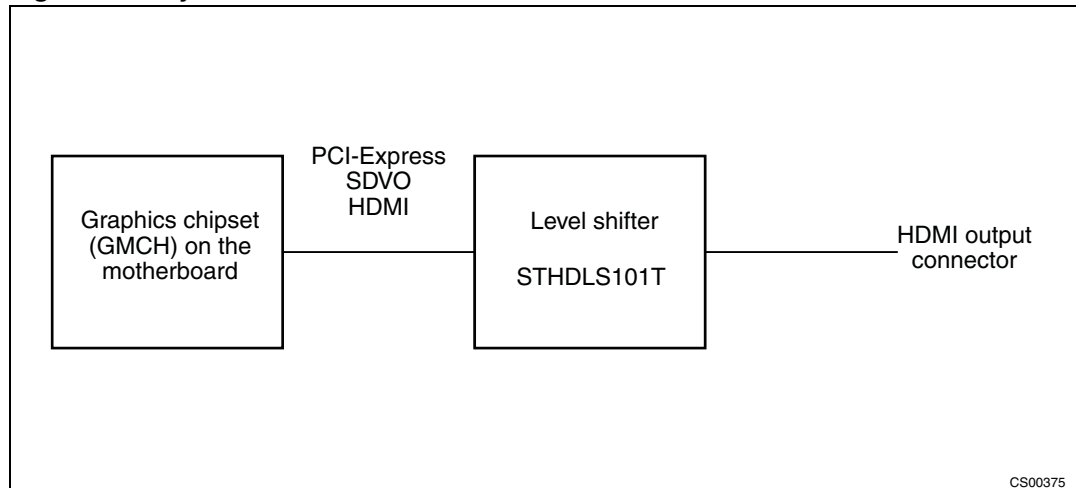 PCI-Express
SDVO
HDMI
Graphics chipset
(GMCH) on the
motherboard
Level shifter
STHDLS101T
HDMI output
connector
CS00375